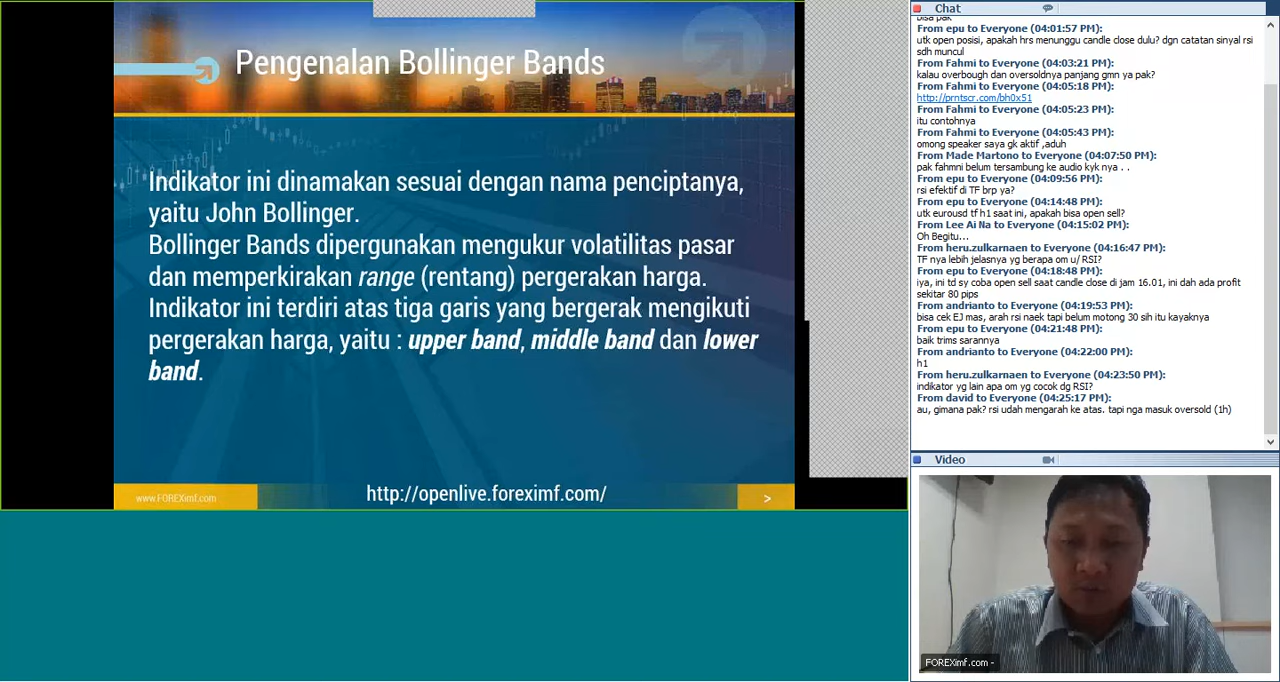 Pengenalan Bollinger Bands
Indikator ini dinamakan sesuai dengan nama penciptanya,
yaitu John Bollinger.
Bollinger Bands dipergunakan mengukur volatilitas pasar
dan memperkirakan range (rentang) pergerakan harga.
Indikator ini terdiri atas tiga garis yang bergerak mengikuti
pergerakan harga, yaitu : upper band, middle band dan lower
band.
www.FOREXimf.com
http://openlive.foreximf.com/
>
Chat
bisa pak
From epu to Everyone (04:01:57 PM):
utk open posisi, apakah hrs menunggu candle close dulu? dgn catatan sinyal rsi
sdh muncul
From Fahmi to Everyone (04:03:21 PM):
kalau overbough dan oversoldnya panjang gmn ya pak?
From Fahmi to Everyone (04:05:18 PM):
http://prntscr.com/bh0x51
From Fahmi to Everyone (04:05:23 PM):
itu contohnya
From Fahmi to Everyone (04:05:43 PM):
omong speaker saya gk aktif ,aduh
From Made Martono to Everyone (04:07:50 PM):
pak fahmni belum tersambung ke audio kyk nya . .
From epu to Everyone (04:09:56 PM):
rsi efektif di TF brp ya?
From epu to Everyone (04:14:48 PM):
utk eurousd tf h1 saat ini, apakah bisa open sell?
From Lee Ai Na to Everyone (04:15:02 PM):
Oh Begitu...
From heru.zulkarnaen to Everyone (04:16:47 PM):
TF nya lebih jelasnya yg berapa om u/ RSI?
From epu to Everyone (04:18:48 PM):
iya, ini td sy coba open sell saat candle close di jam 16.01, ini dah ada profit
sekitar 80 pips
From andrianto to Everyone (04:19:53 PM):
bisa cek EJ mas, arah rsi naek tapi belum motong 30 sih itu kayaknya
From epu to Everyone (04:21:48 PM):
baik trims sarannya
From andrianto to Everyone (04:22:00 PM):
h1
From heru.zulkarnaen to Everyone (04:23:50 PM):
indikator yg lain apa om yg cocok dg RSI?
From david to Everyone (04:25:17 PM):
au, gimana pak? rsi udah mengarah ke atas. tapi nga masuk oversold (1h)
Video
FOREXimf.com -